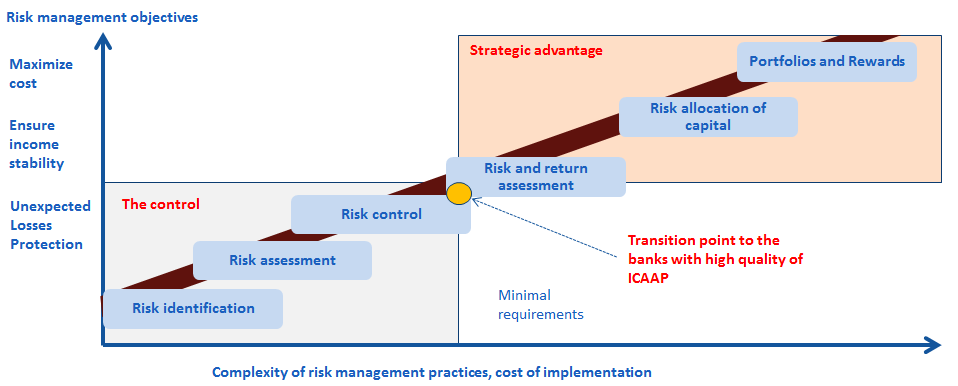 Risk management objectives
Maximize
cost
Ensure
income
stability
Unexpected
Losses
Protection
Strategic advantage
Portfolios and Rewards
Risk allocation of
capital
Risk and return
assessment
The control
Risk control
Risk assessment
Risk identification
Transition point to the
banks with high quality of
ICAAP
Minimal
requirements
Complexity of risk management practices, cost of implementation